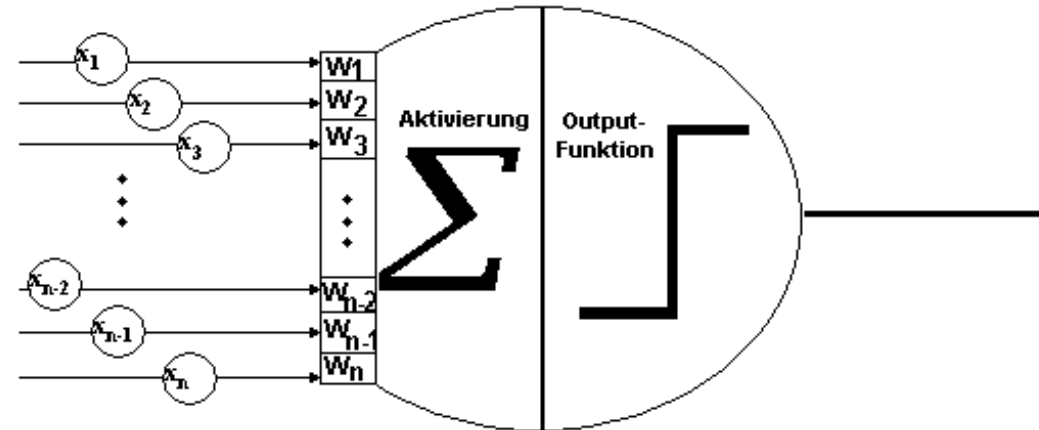 x1
W1
x2
W2
x3
W3
Aktivierung
Output-
Funktion
Σ
xn-2
Wn-2
xn-1
Wn-1
xn
Wn